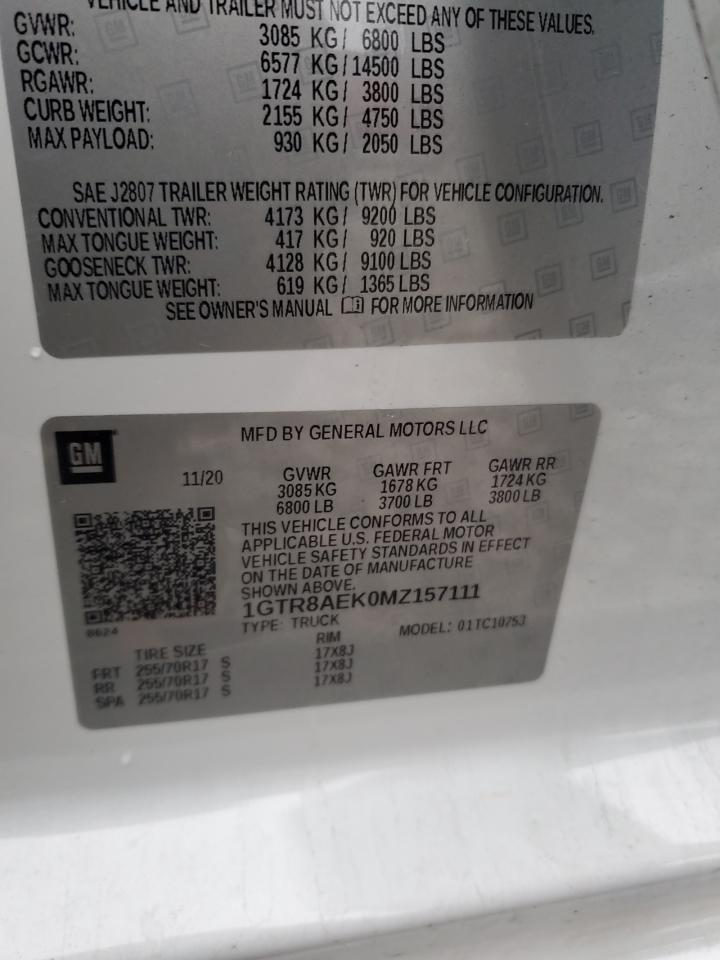 VEHICLE AND TRAILER MUST NOT EXCEED ANY OF THESE VALUES.
GVWR: 3085 KG/ 6800 LBS
GCWR: 6577 KG/14500 LBS
RGAWR: 1724 KG/ 3800 LBS
CURB WEIGHT: 2155 KG/ 4750 LBS
MAX PAYLOAD: 930 KG/ 2050 LBS
SAE J2807 TRAILER WEIGHT RATING (TWR) FOR VEHICLE CONFIGURATION.
CONVENTIONAL TWR: 4173 KG/ 9200 LBS
MAX TONGUE WEIGHT: 417 KG/ 920 LBS
GOOSENECK TWR: 4128 KG/ 9100 LBS
MAX TONGUE WEIGHT: 619 KG/ 1365 LBS
SEE OWNER'S MANUAL FOR MORE INFORMATION
GM
MFD BY GENERAL MOTORS LLC
11/20 GVWR GAWR FRT GAWR RR
3085 KG 1678 KG 1724 KG
6800 LB 3700 LB 3800 LB
THIS VEHICLE CONFORMS TO ALL
APPLICABLE U.S. FEDERAL MOTOR
VEHICLE SAFETY STANDARDS IN EFFECT
ON THE DATE OF MANUFACTURE
SHOWN ABOVE.
1GTR8AEK0MZ157111
8624 TYPE: TRUCK MODEL: 01TC10753
TIRE SIZE RIM
FRT 255/70R17 S 17X8J
RR 255/70R17 S 17X8J
SPA 255/70R17 S 17X8J